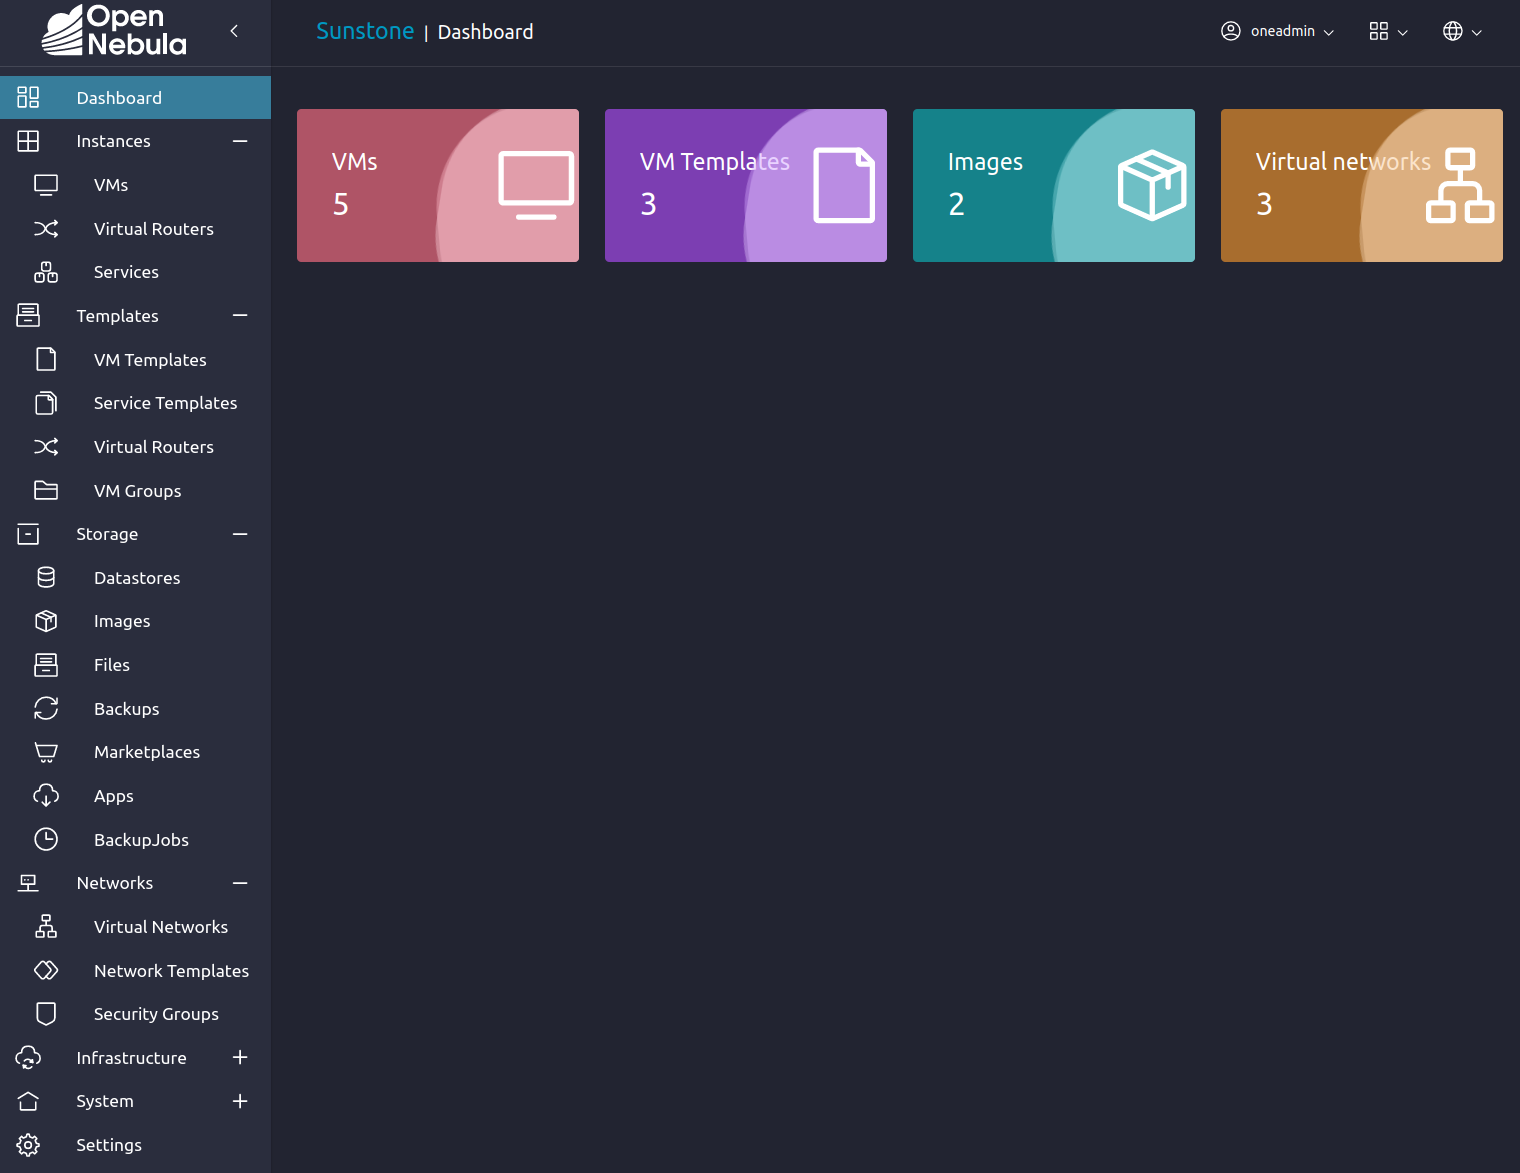 Open
Nebula
Sunstone | Dashboard
oneadmin
Dashboard
Instances
VMs
Virtual Routers
Services
Templates
VM Templates
Service Templates
Virtual Routers
VM Groups
Storage
Datastores
Images
Files
Backups
Marketplaces
Apps
BackupJobs
Networks
Virtual Networks
Network Templates
Security Groups
Infrastructure
System
Settings
VMs
5
VM Templates
3
Images
2
Virtual networks
3